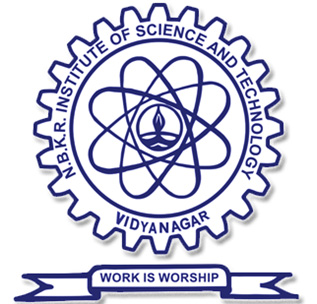 N.B.K.R. INSTITUTE OF SCIENCE AND TECHNOLOGY
VIDYANAGAR
WORK IS WORSHIP